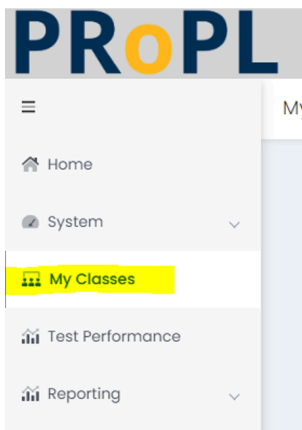 PRoPL
My
Home
System
My Classes
Test Performance
Reporting